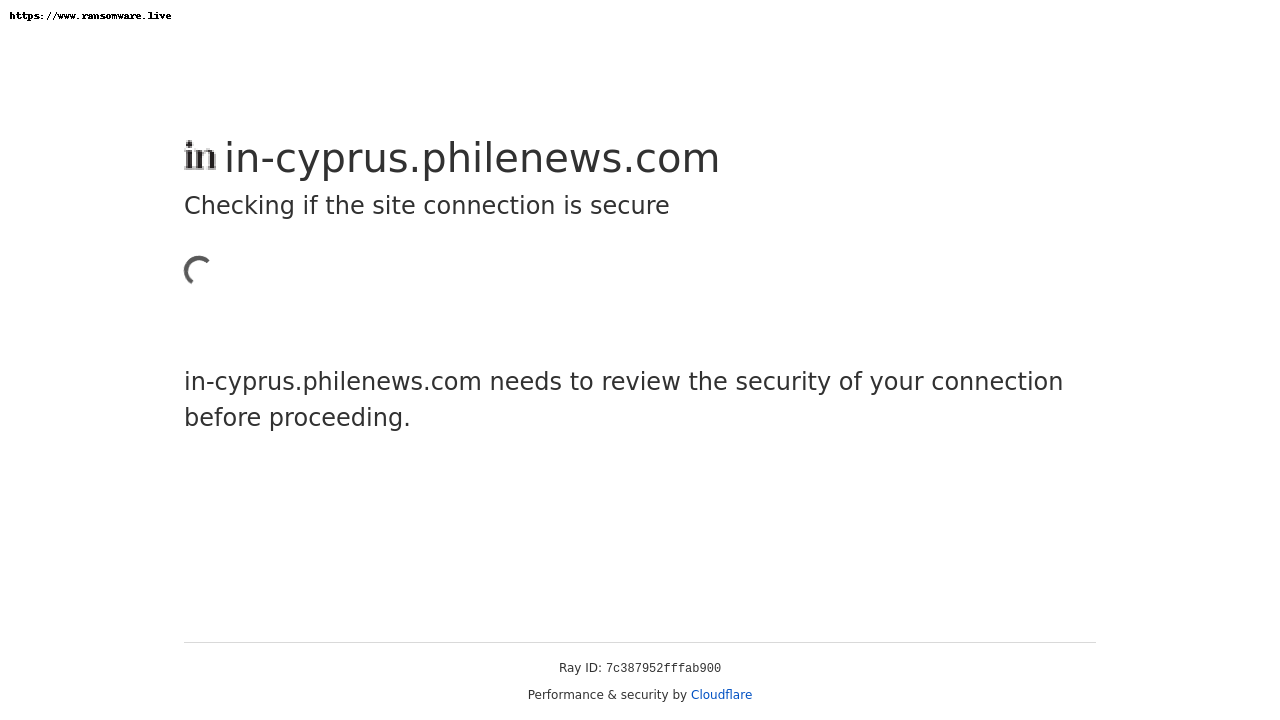 https://www.ransomware.live
in in-cyprus.philenews.com
Checking if the site connection is secure
in-cyprus.philenews.com needs to review the security of your connection
before proceeding.
Ray ID: 7c387952fffab900
Performance & security by Cloudflare